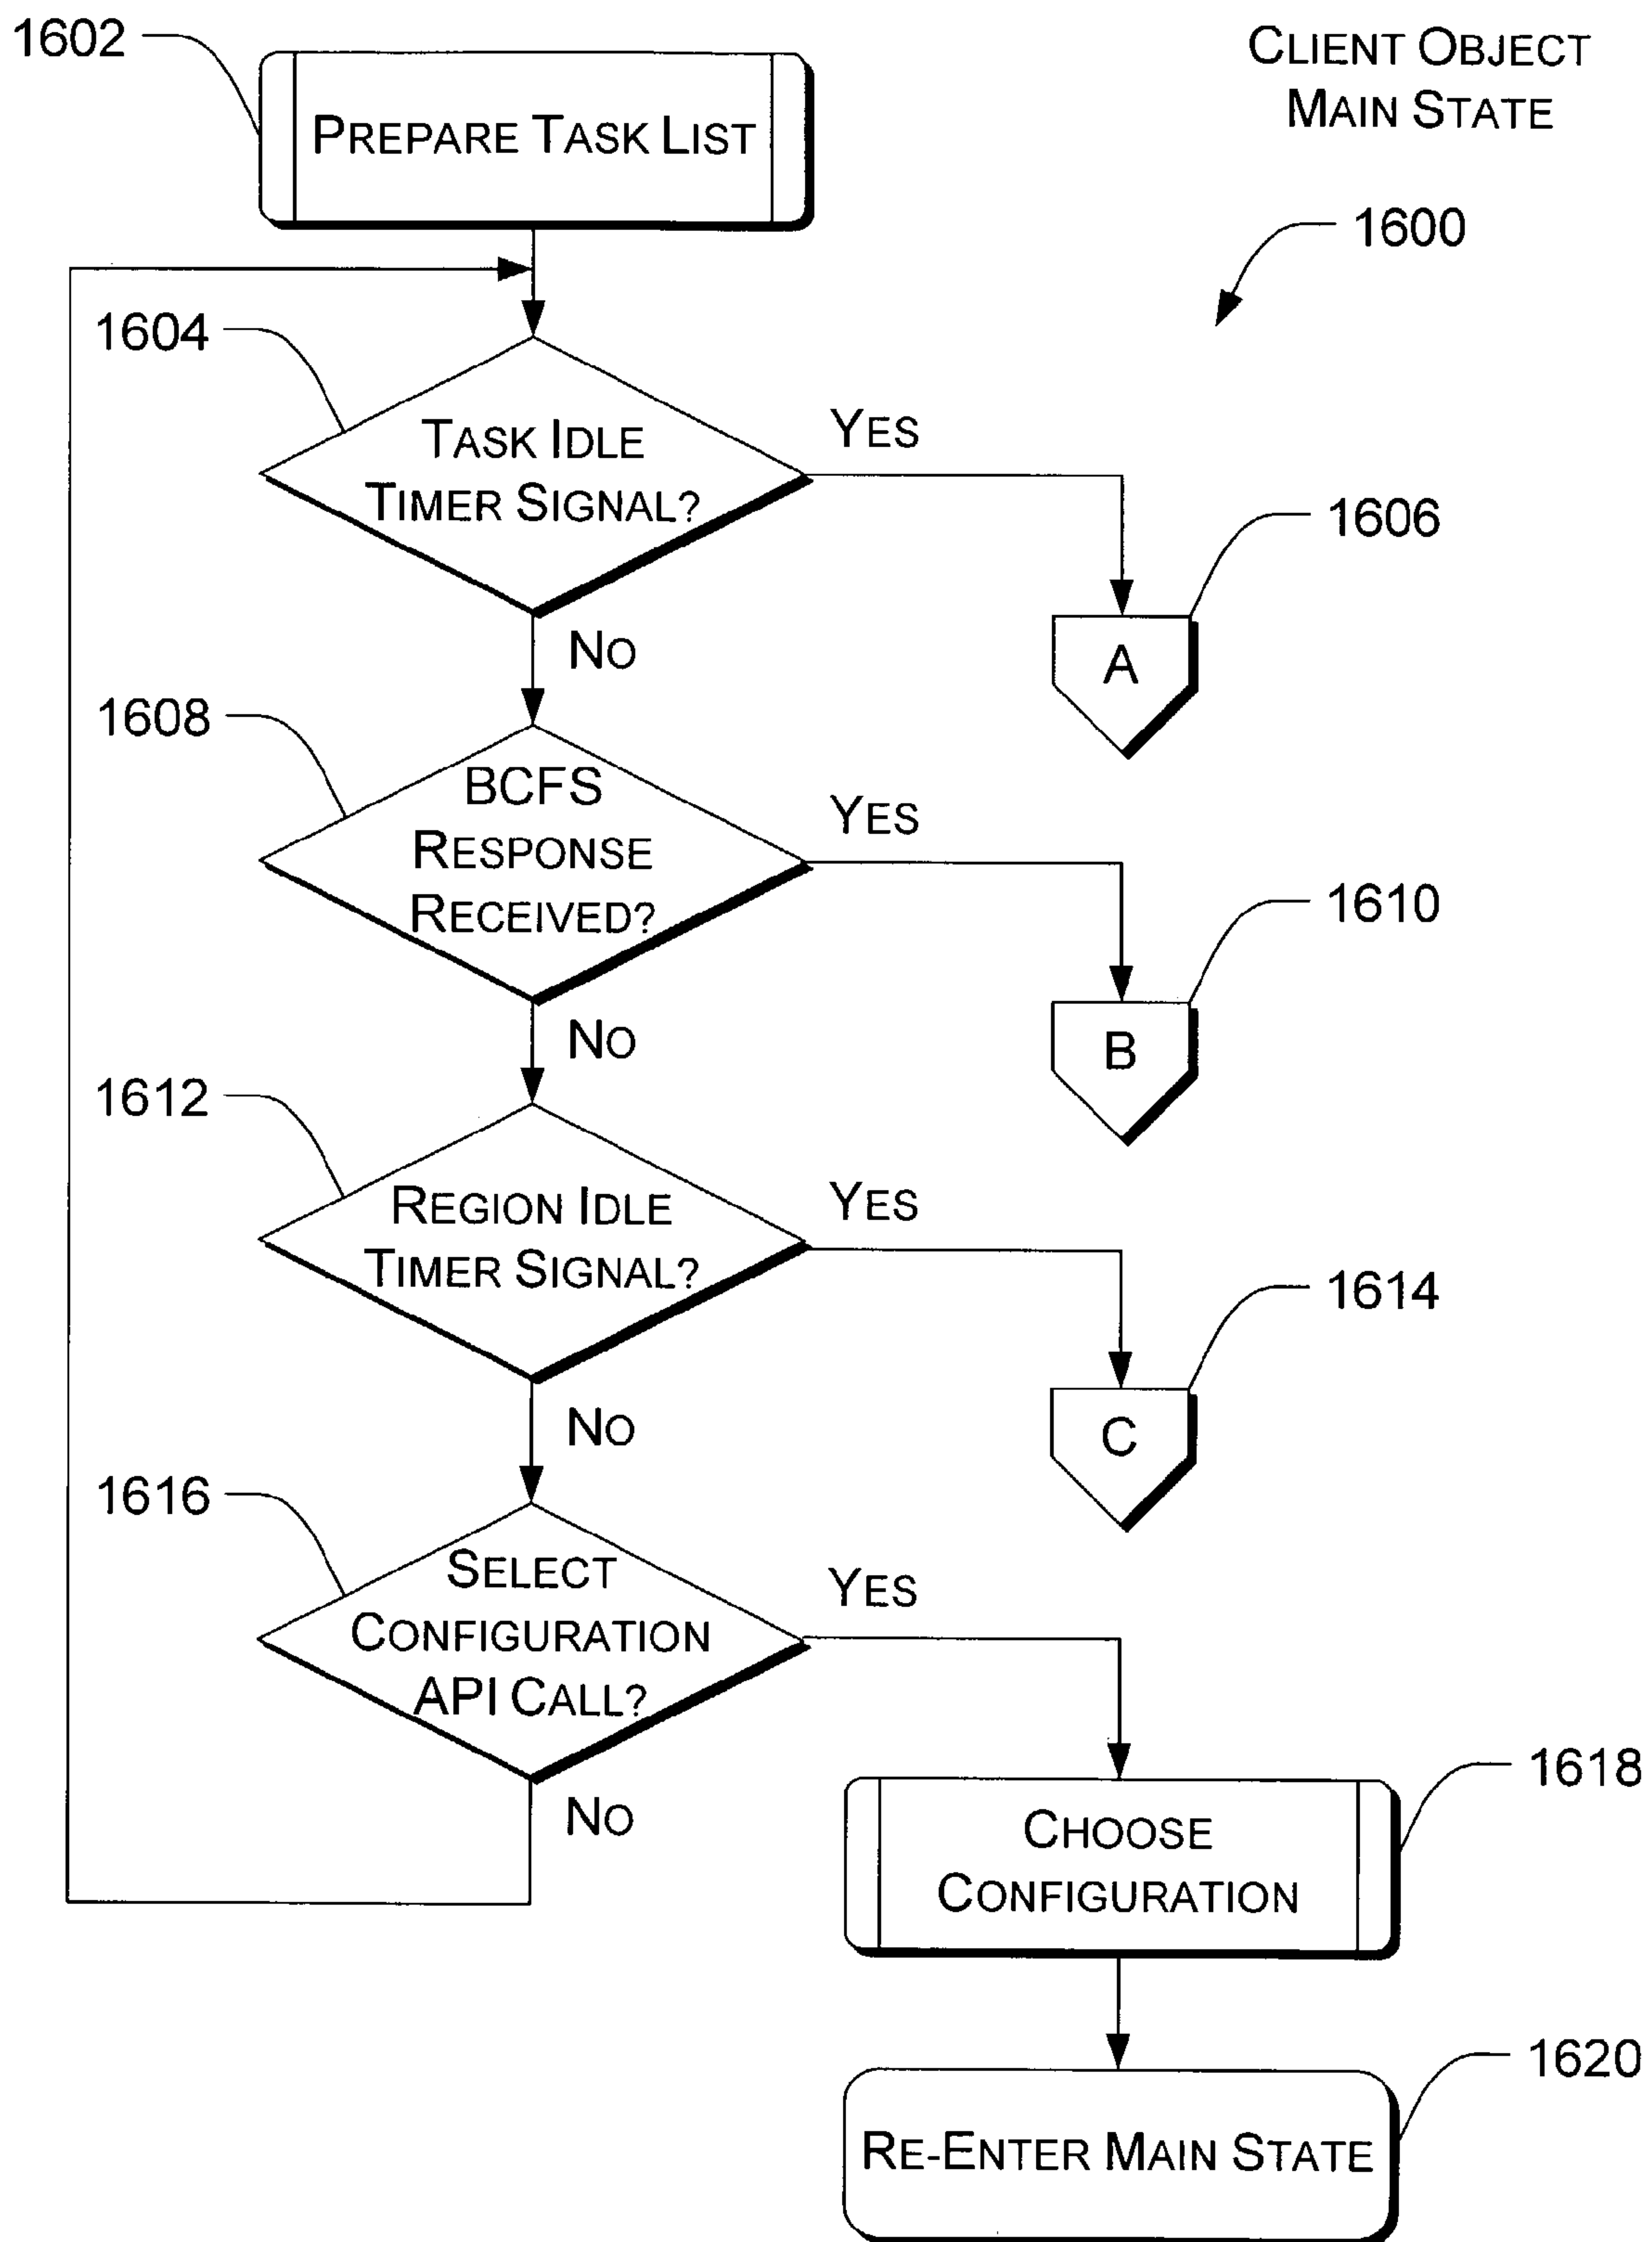 1602
CLIENT OBJECT
MAIN STATE
PREPARE TASK LIST
1600
1604
TASK IDLE
TIMER SIGNAL?
YES
1606
A
NO
1608
BCFS
RESPONSE
RECEIVED?
YES
1610
B
NO
1612
REGION IDLE
TIMER SIGNAL?
YES
1614
C
NO
1616
SELECT
CONFIGURATION
API CALL?
YES
NO
1618
CHOOSE
CONFIGURATION
1620
RE-ENTER MAIN STATE